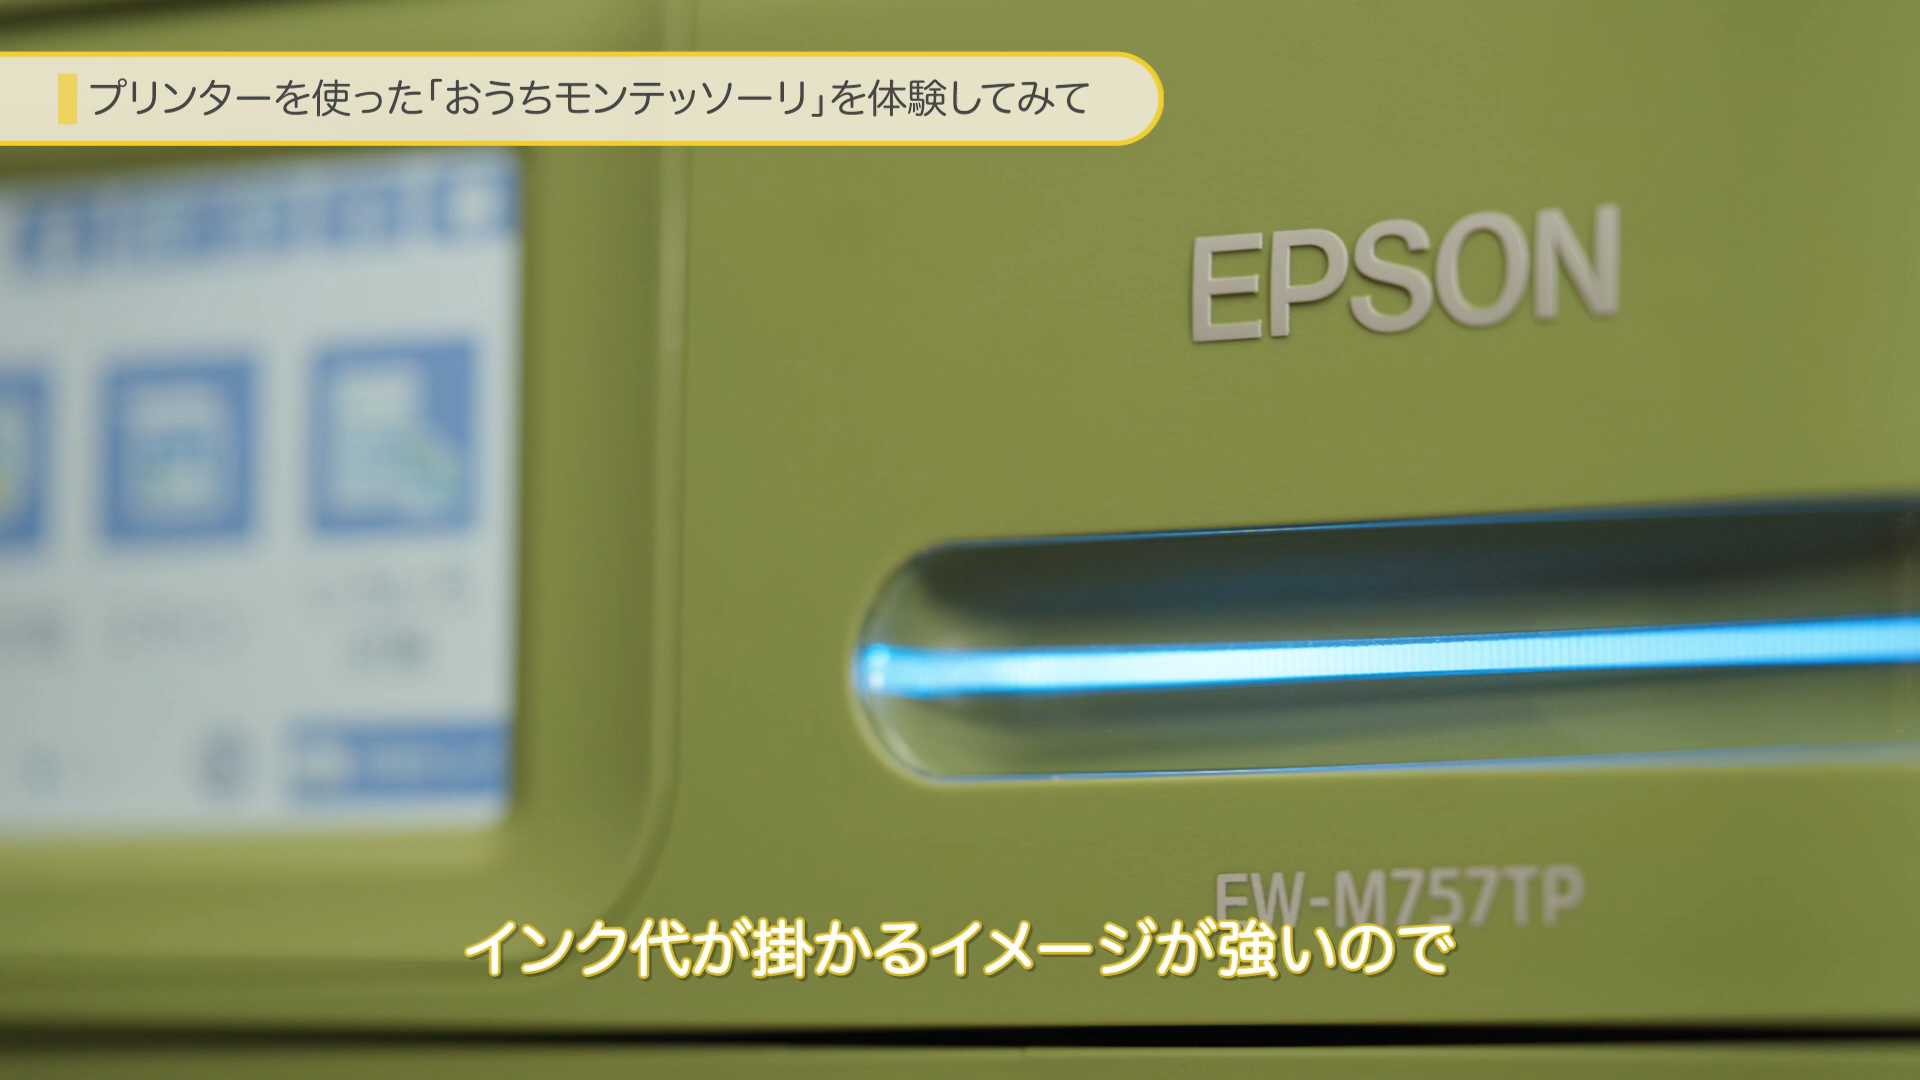 プリンターを使った「おうちモンテッソーリ」を体験してみて
EPSON
EW-M757TP
インク代が掛かるイメージが強いので